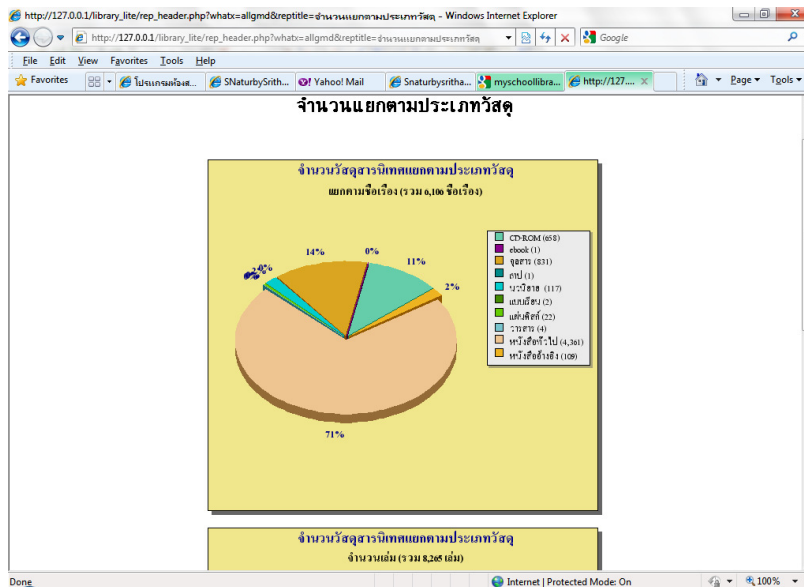 http://127.0.0.1/library_lite/rep_header.php?whatx=allgmd&reptitle=จำนวนแยกตามประเภทวัสดุ - Windows Internet Explorer
http://127.0.0.1/library_lite/rep_header.php?whatx=allgmd&reptitle=จำนวนแยกตามประเภทวัสดุ
Google
File Edit View Favorites Tools Help
Favorites โปรแกรมห้องส... SNaturbySrith... Yahoo! Mail Snaturbysritha... myschoollibra... http://127.... Page Tools
จำนวนแยกตามประเภทวัสดุ
จำนวนวัสดุสารนิเทศแยกตามประเภทวัสดุ
แยกตามชื่อเรื่อง (รวม 6,106 ชื่อเรื่อง)
CD-ROM (658)
ebook (1)
จุลสาร (831)
เทป (1)
นวนิยาย (117)
แบบเรียน (2)
แผ่นดิสก์ (22)
วารสาร (4)
หนังสือทั่วไป (4,361)
หนังสืออ้างอิง (109)
14%
0%
11%
2%
0%
71%
จำนวนวัสดุสารนิเทศแยกตามประเภทวัสดุ
จำนวนเล่ม (รวม 8,265 เล่ม)
Done Internet | Protected Mode: On 100%